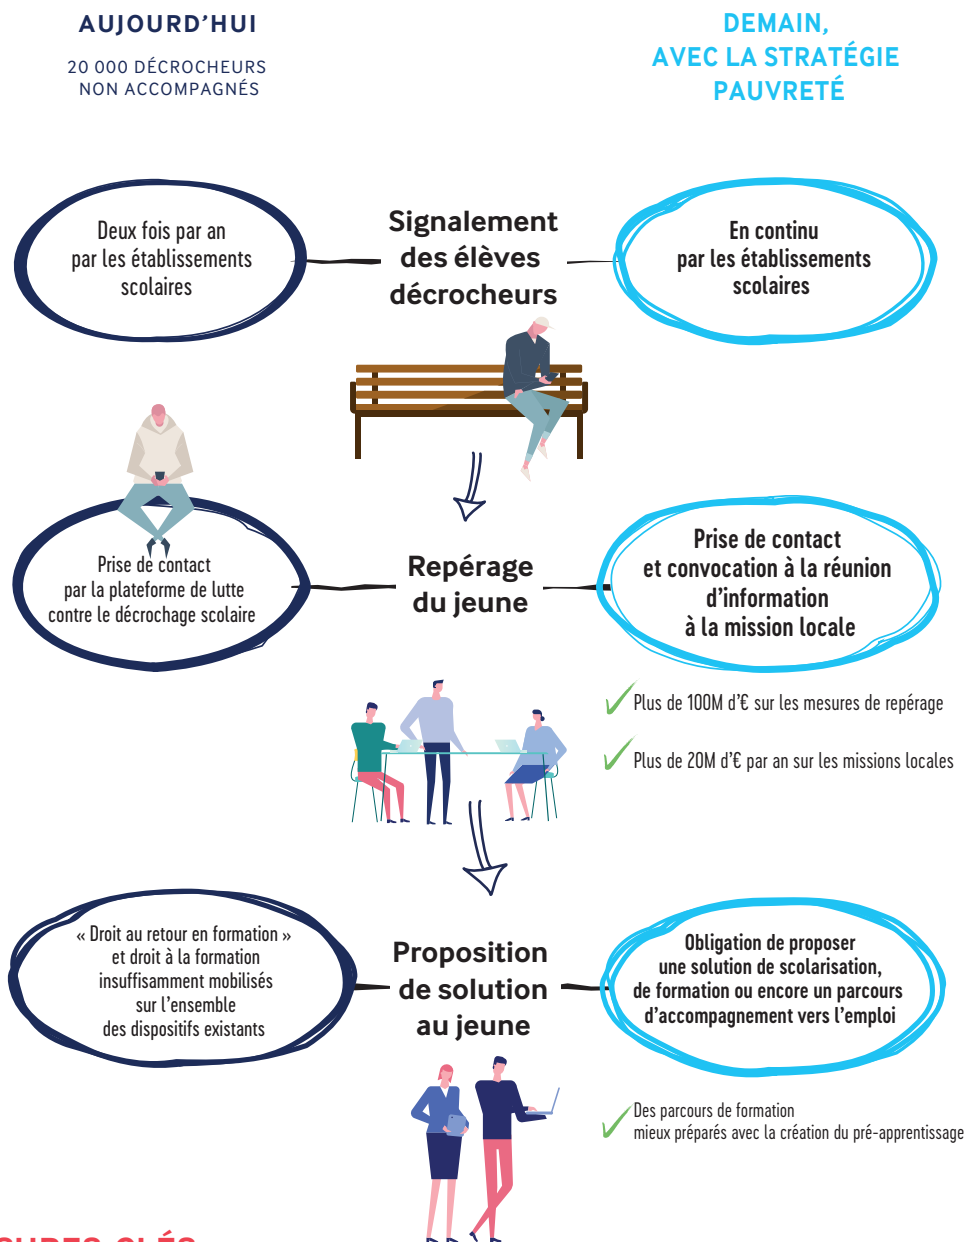 AUJOURD'HUI
20 000 DÉCROCHEURS
NON ACCOMPAGNÉS
DEMAIN,
AVEC LA STRATÉGIE
PAUVRETÉ
Deux fois par an
par les établissements
scolaires
Signalement
des élèves
décrocheurs
En continu
par les établissements
scolaires
Prise de contact
par la plateforme de lutte
contre le décrochage scolaire
Repérage
du jeune
Prise de contact
et convocation à la réunion
d'information
à la mission locale
Plus de 100M d'€ sur les mesures de repérage
Plus de 20M d'€ par an sur les missions locales
« Droit au retour en formation »
et droit à la formation
insuffisamment mobilisés
sur l'ensemble
des dispositifs existants
Proposition
de solution
au jeune
Obligation de proposer
une solution de scolarisation,
de formation ou encore un parcours
d'accompagnement vers l'emploi
Des parcours de formation
mieux préparés avec la création du pré-apprentissage